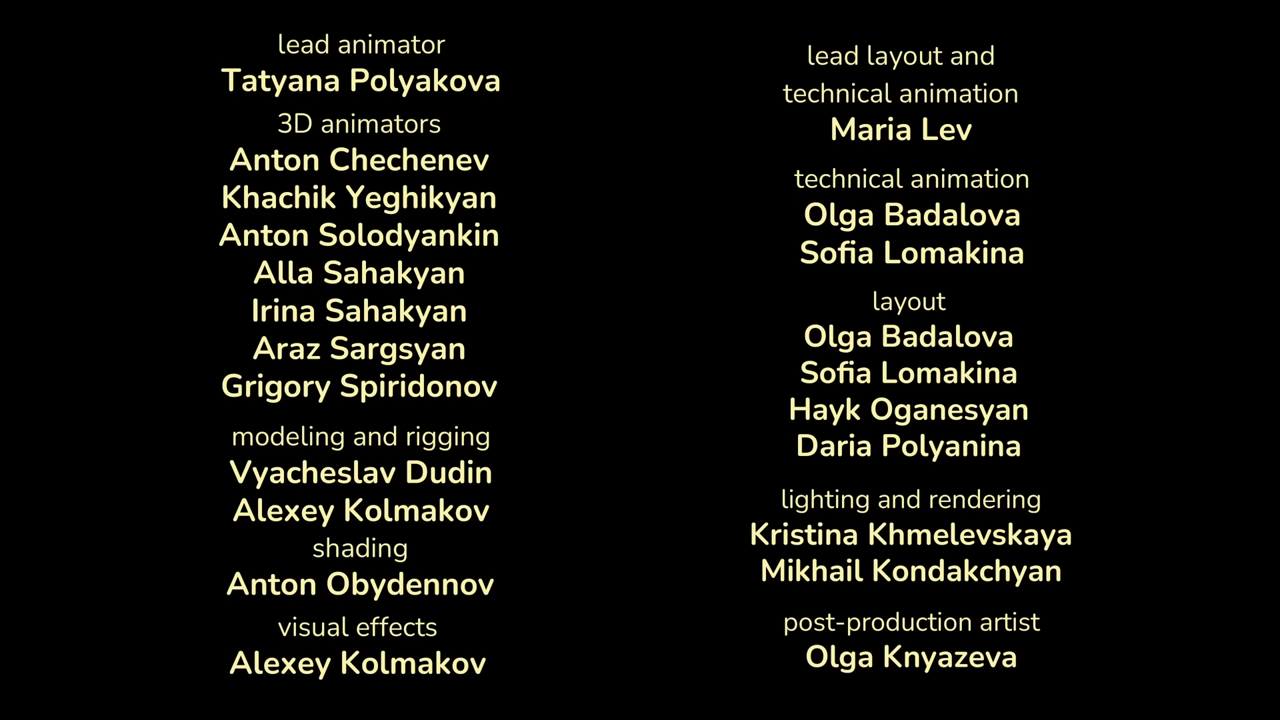 lead animator
Tatyana Polyakova
3D animators
Anton Chechenev
Khachik Yeghikyan
Anton Solodyankin
Alla Sahakyan
Irina Sahakyan
Araz Sargsyan
Grigory Spiridonov
modeling and rigging
Vyacheslav Dudin
Alexey Kolmakov
shading
Anton Obydennov
visual effects
Alexey Kolmakov
lead layout and
technical animation
Maria Lev
technical animation
Olga Badalova
Sofia Lomakina
layout
Olga Badalova
Sofia Lomakina
Hayk Oganesyan
Daria Polyanina
lighting and rendering
Kristina Khmelevskaya
Mikhail Kondakchyan
post-production artist
Olga Knyazeva